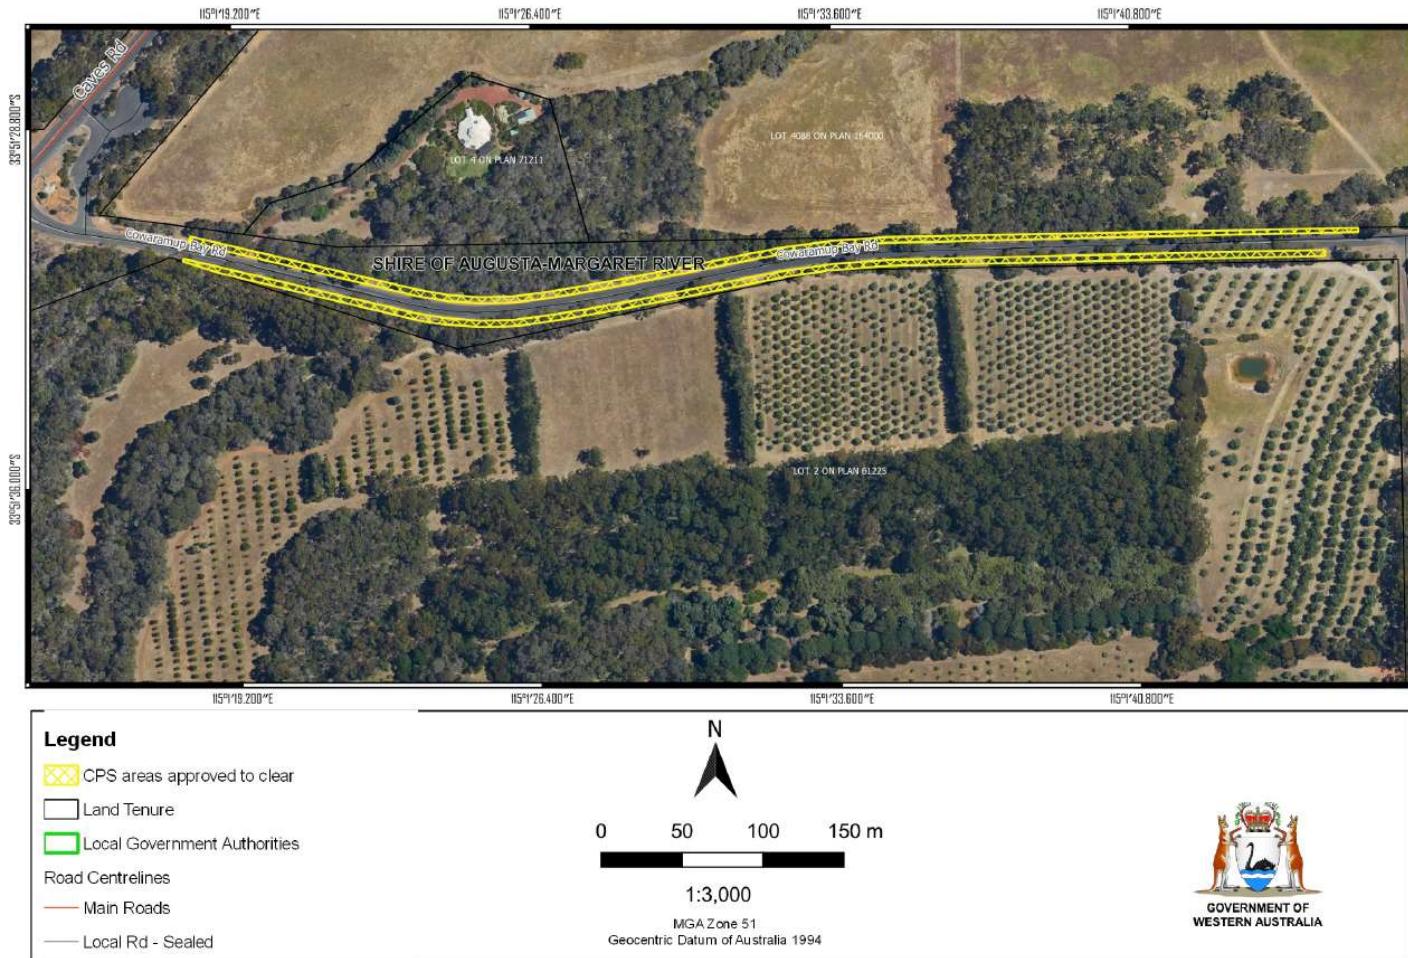 115°1'19.200"E 115°1'26.400"E 115°1'33.600"E 115°1'40.800"E
Caves Rd
33°51'28.800"S
LOT 4 ON PLAN 71211
LOT 4088 ON PLAN 164000
Cowaramup Bay Rd
Cowaramup Bay Rd
SHIRE OF AUGUSTA-MARGARET RIVER
33°51'36.000"S
LOT 2 ON PLAN 61225
115°1'19.200"E 115°1'26.400"E 115°1'33.600"E 115°1'40.800"E
Legend
CPS areas approved to clear
Land Tenure
Local Government Authorities
Road Centrelines
Main Roads
Local Rd - Sealed
N
0 50 100 150 m
1:3,000
MGA Zone 51
Geocentric Datum of Australia 1994
GOVERNMENT OF
WESTERN AUSTRALIA